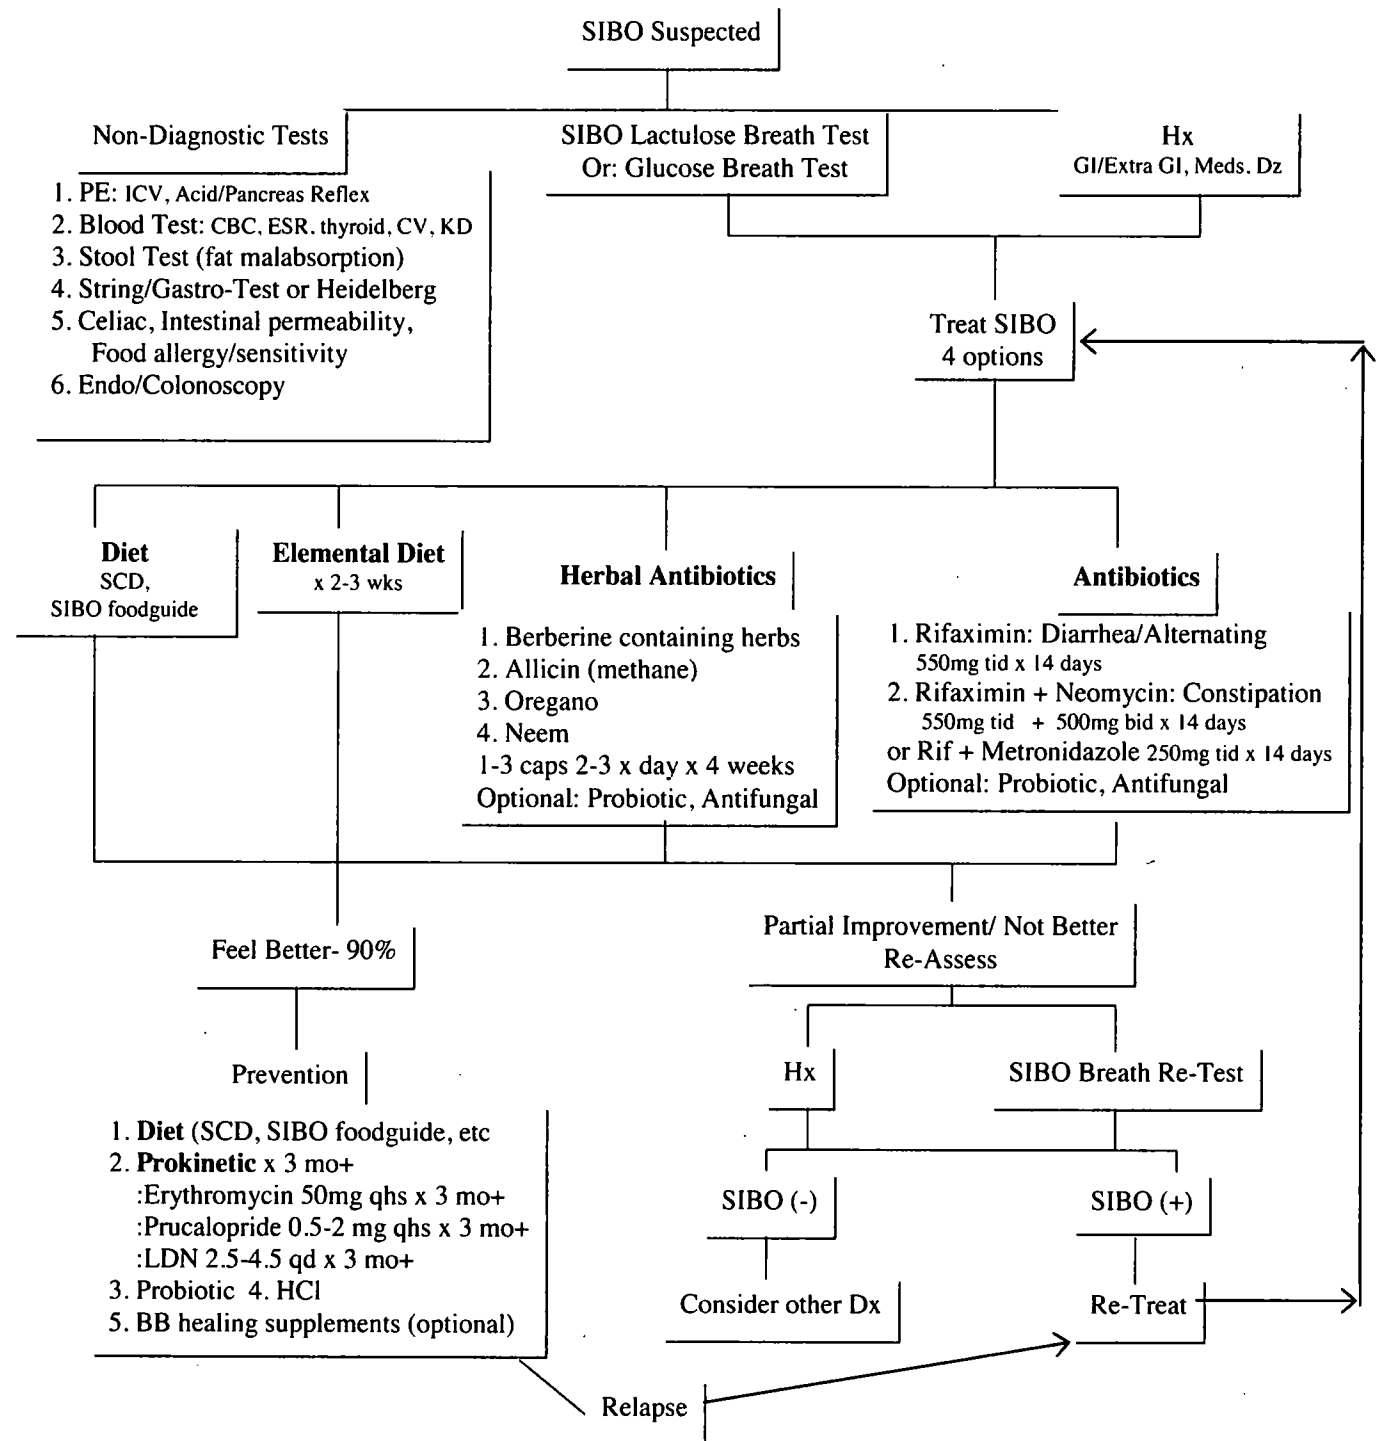 SIBO Suspected
Non-Diagnostic Tests
1. PE: ICV, Acid/Pancreas Reflex
2. Blood Test: CBC, ESR. thyroid, CV, KD
3. Stool Test (fat malabsorption)
4. String/Gastro-Test or Heidelberg
5. Celiac, Intestinal permeability,
Food allergy/sensitivity
6. Endo/Colonoscopy
SIBO Lactulose Breath Test
Or: Glucose Breath Test
Hx
GI/Extra GI, Meds. Dz
Treat SIBO
4 options
Diet
SCD,
SIBO foodguide
Elemental Diet
x 2-3 wks
Herbal Antibiotics
1. Berberine containing herbs
2. Allicin (methane)
3. Oregano
4. Neem
1-3 caps 2-3 x day x 4 weeks
Optional: Probiotic, Antifungal
Antibiotics
1. Rifaximin: Diarrhea/Alternating
550mg tid x 14 days
2. Rifaximin + Neomycin: Constipation
550mg tid + 500mg bid x 14 days
or Rif + Metronidazole 250mg tid x 14 days
Optional: Probiotic, Antifungal
Feel Better- 90%
Prevention
1. Diet (SCD, SIBO foodguide, etc
2. Prokinetic x 3 mo+
:Erythromycin 50mg qhs x 3 mo+
:Prucalopride 0.5-2 mg qhs x 3 mo+
:LDN 2.5-4.5 qd x 3 mo+
3. Probiotic 4. HCl
5. BB healing supplements (optional)
Partial Improvement/ Not Better
Re-Assess
Hx
SIBO Breath Re-Test
SIBO (-)
SIBO (+)
Consider other Dx
Re-Treat
Relapse